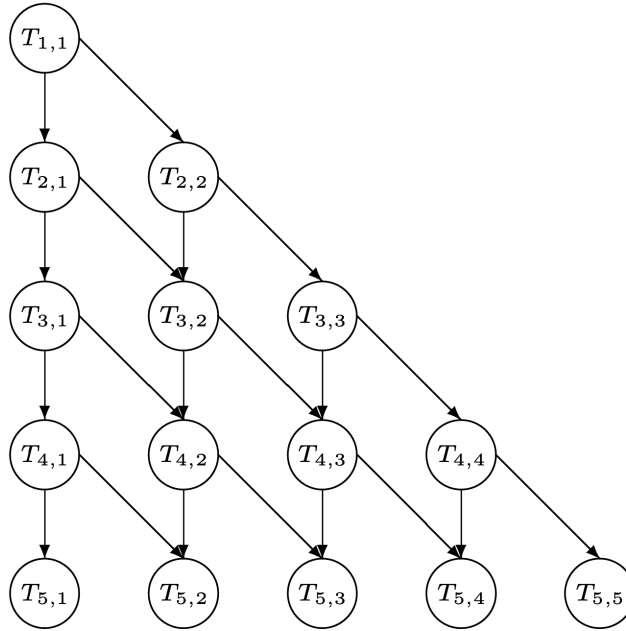 T_{1,1}
T_{2,1} T_{2,2}
T_{3,1} T_{3,2} T_{3,3}
T_{4,1} T_{4,2} T_{4,3} T_{4,4}
T_{5,1} T_{5,2} T_{5,3} T_{5,4} T_{5,5}